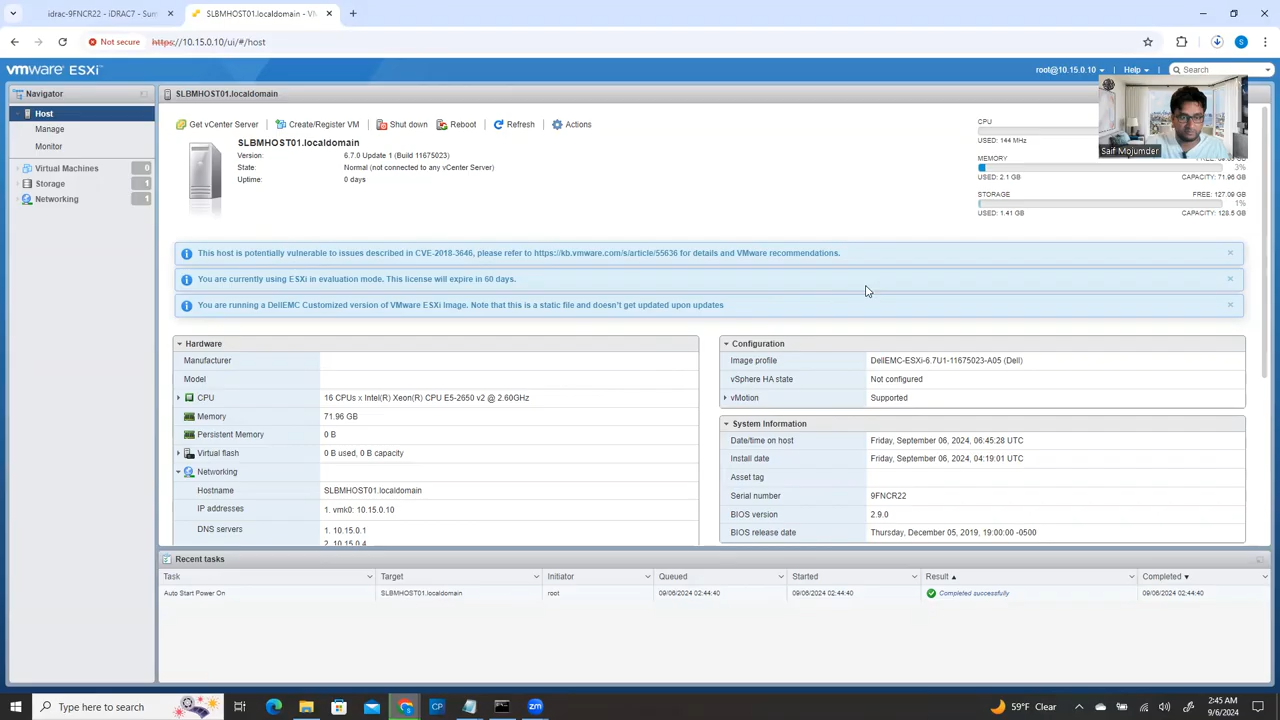 idrac-9FNCR22 - iDRAC7 - Sum
SLBMHOST01.localdomain - VM
Not secure
https://10.15.0.10/ui/#/host
vmware ESXi™
root@10.15.0.10
Help
Search
Navigator
SLBMHOST01.localdomain
Host
Manage
Monitor
Virtual Machines 0
Storage 1
Networking 1
Get vCenter Server
Create/Register VM
Shut down
Reboot
Refresh
Actions
SLBMHOST01.localdomain
Version: 6.7.0 Update 1 (Build 11675023)
State: Normal (not connected to any vCenter Server)
Uptime: 0 days
CPU
USED: 144 MHz
MEMORY
3%
USED: 2.1 GB CAPACITY: 71.96 GB
STORAGE FREE: 127.09 GB
1%
USED: 1.41 GB CAPACITY: 128.5 GB
Saif Mojumder
This host is potentially vulnerable to issues described in CVE-2018-3646, please refer to https://kb.vmware.com/s/article/55636 for details and VMware recommendations.
You are currently using ESXi in evaluation mode. This license will expire in 60 days.
You are running a DellEMC Customized version of VMware ESXi Image. Note that this is a static file and doesn't get updated upon updates
Hardware
Manufacturer
Model
CPU 16 CPUs x Intel(R) Xeon(R) CPU E5-2650 v2 @ 2.60GHz
Memory 71.96 GB
Persistent Memory 0 B
Virtual flash 0 B used, 0 B capacity
Networking
Hostname SLBMHOST01.localdomain
IP addresses 1. vmk0: 10.15.0.10
DNS servers 1. 10.15.0.1
2. 10.15.0.4
Configuration
Image profile DellEMC-ESXi-6.7U1-11675023-A05 (Dell)
vSphere HA state Not configured
vMotion Supported
System Information
Date/time on host Friday, September 06, 2024, 06:45:28 UTC
Install date Friday, September 06, 2024, 04:19:01 UTC
Asset tag
Serial number 9FNCR22
BIOS version 2.9.0
BIOS release date Thursday, December 05, 2019, 19:00:00 -0500
Recent tasks
Task Target Initiator Queued Started Result ▲ Completed ▼
Auto Start Power On SLBMHOST01.localdomain root 09/06/2024 02:44:40 09/06/2024 02:44:40 Completed successfully 09/06/2024 02:44:40
Type here to search
CP
zm
59°F Clear
2:45 AM
9/6/2024